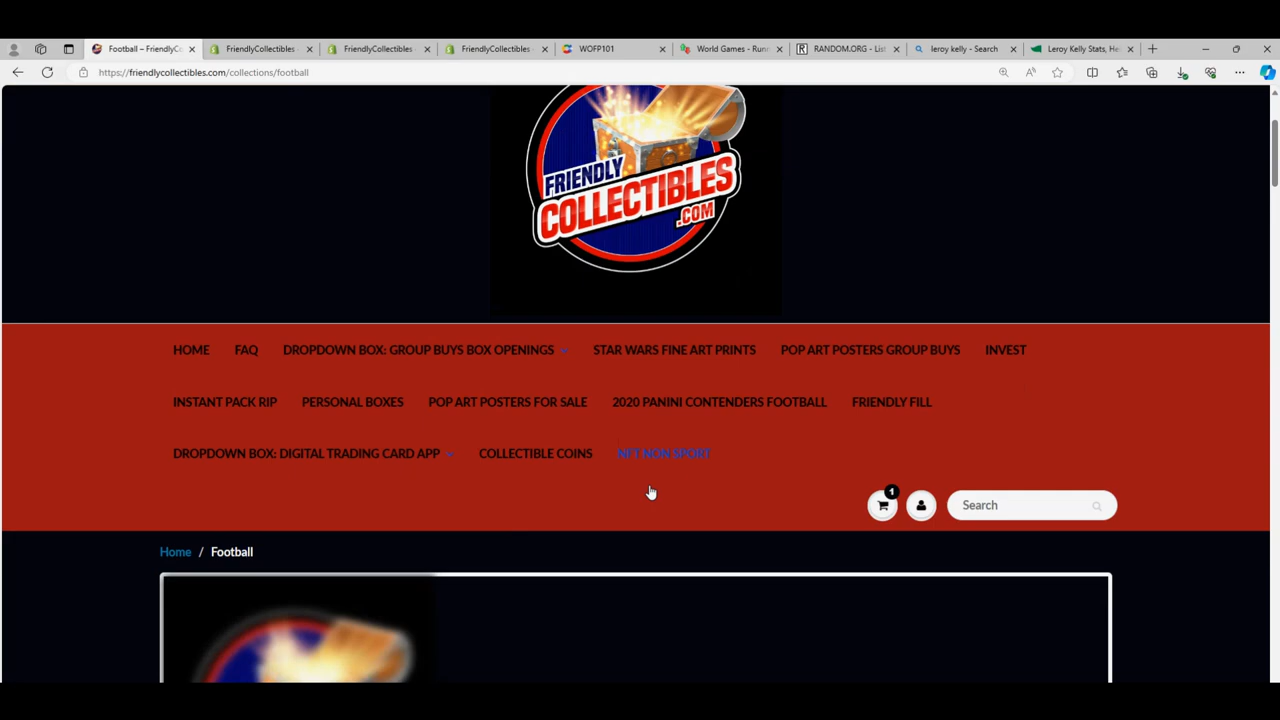 Football – FriendlyC
FriendlyCollectibles
FriendlyCollectibles
FriendlyCollectibles
WOFP101
World Games - Run
RANDOM.ORG - List
leroy kelly - Search
Leroy Kelly Stats, He
https://friendlycollectibles.com/collections/football
FRIENDLY
COLLECTIBLES
.COM
HOME FAQ DROPDOWN BOX: GROUP BUYS BOX OPENINGS STAR WARS FINE ART PRINTS POP ART POSTERS GROUP BUYS INVEST
INSTANT PACK RIP PERSONAL BOXES POP ART POSTERS FOR SALE 2020 PANINI CONTENDERS FOOTBALL FRIENDLY FILL
DROPDOWN BOX: DIGITAL TRADING CARD APP COLLECTIBLE COINS NFT NON SPORT
1
Search
Home / Football